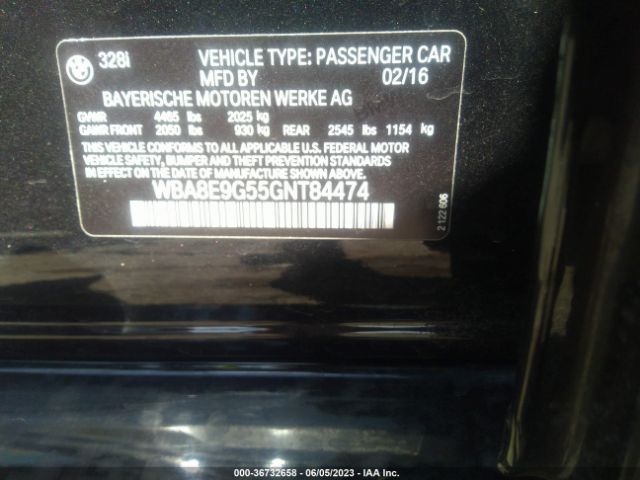 328i VEHICLE TYPE: PASSENGER CAR
MFD BY 02/16
BAYERISCHE MOTOREN WERKE AG
GVWR 4465 lbs 2025 kg
GAWR FRONT 2050 lbs 930 kg REAR 2545 lbs 1154 kg
THIS VEHICLE CONFORMS TO ALL APPLICABLE U.S. FEDERAL MOTOR
VEHICLE SAFETY, BUMPER AND THEFT PREVENTION STANDARDS
IN EFFECT ON THE DATE OF MANUFACTURE SHOWN ABOVE.
WBA8E9G55GNT84474
2 122 606
000-36732658 - 06/05/2023 - IAA Inc.